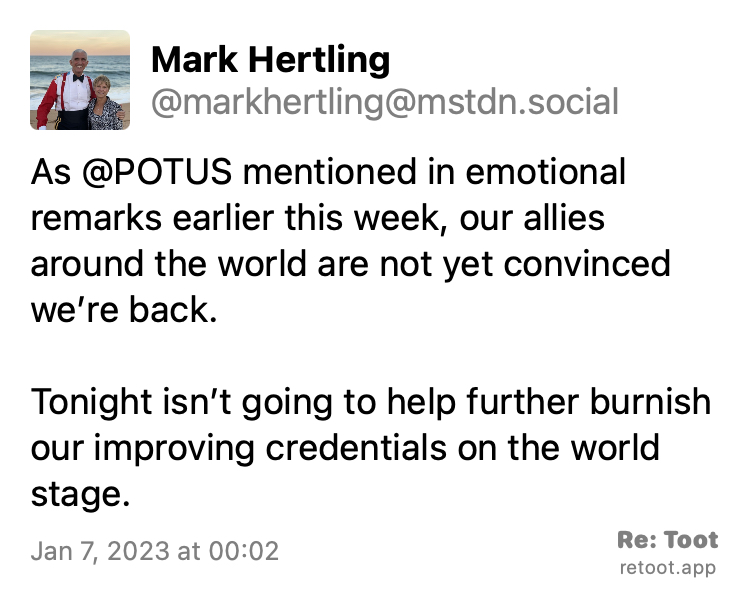 Mark Hertling
@markhertling@mstdn.social
As @POTUS mentioned in emotional
remarks earlier this week, our allies
around the world are not yet convinced
we’re back.
Tonight isn’t going to help further burnish
our improving credentials on the world
stage.
Jan 7, 2023 at 00:02
Re: Toot
retoot.app